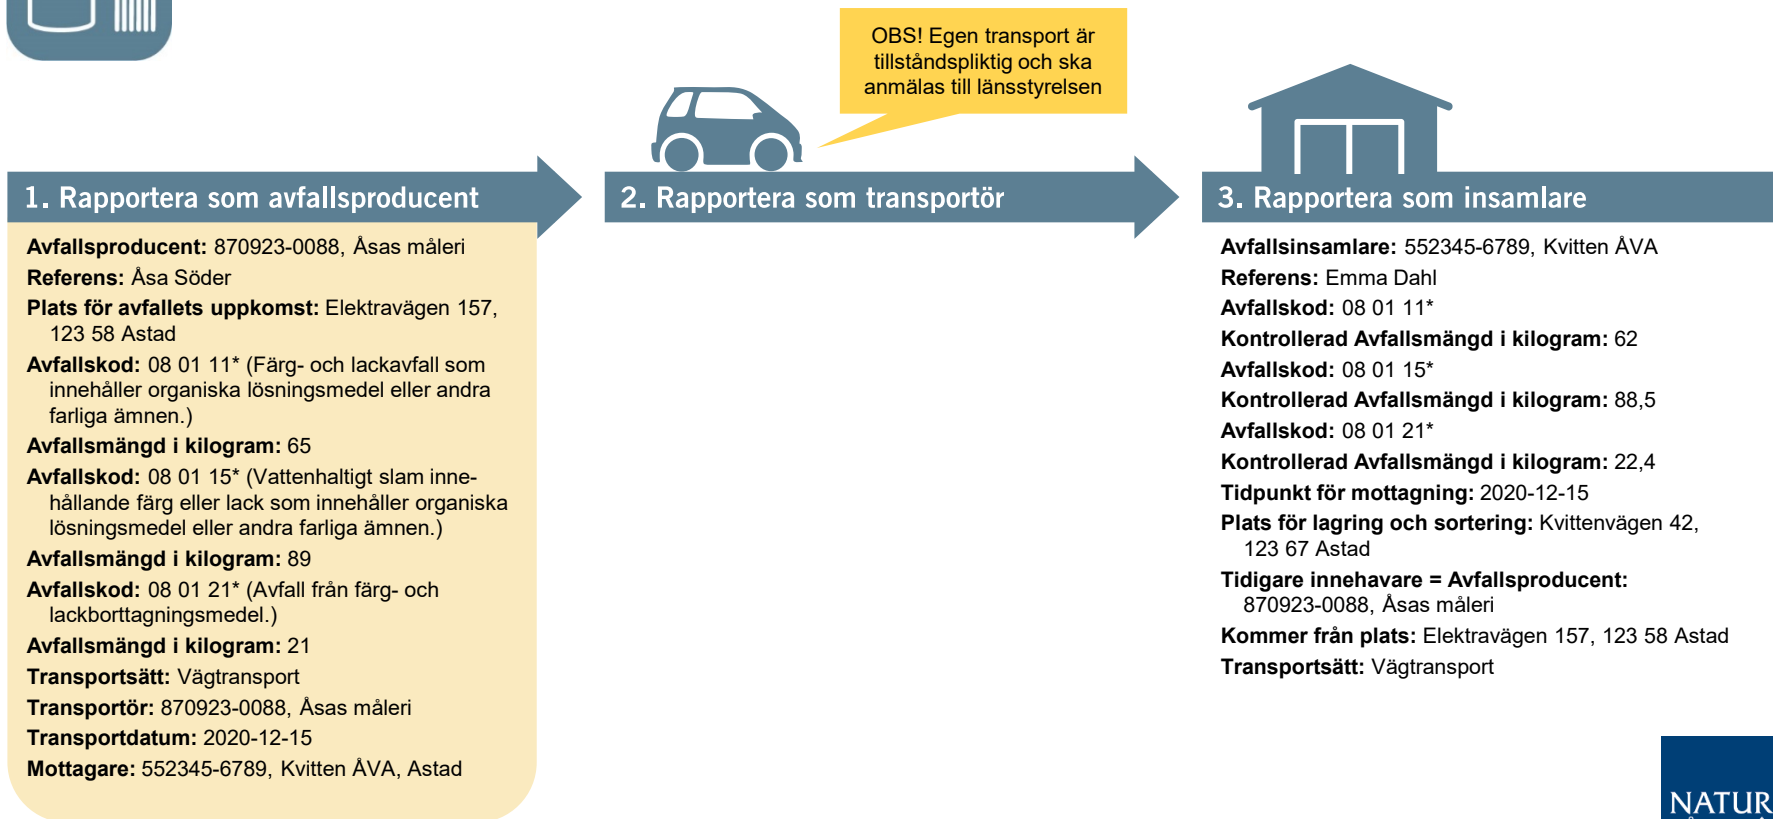 OBS! Egen transport är
tillståndspliktig och ska
anmälas till länsstyrelsen
1. Rapportera som avfallsproducent
Avfallsproducent: 870923-0088, Åsas måleri
Referens: Åsa Söder
Plats för avfallets uppkomst: Elektravägen 157,
123 58 Astad
Avfallskod: 08 01 11* (Färg- och lackavfall som
innehåller organiska lösningsmedel eller andra
farliga ämnen.)
Avfallsmängd i kilogram: 65
Avfallskod: 08 01 15* (Vattenhaltigt slam inne-
hållande färg eller lack som innehåller organiska
lösningsmedel eller andra farliga ämnen.)
Avfallsmängd i kilogram: 89
Avfallskod: 08 01 21* (Avfall från färg- och
lackborttagningsmedel.)
Avfallsmängd i kilogram: 21
Transportsätt: Vägtransport
Transportör: 870923-0088, Åsas måleri
Transportdatum: 2020-12-15
Mottagare: 552345-6789, Kvitten ÅVA, Astad
2. Rapportera som transportör
3. Rapportera som insamlare
Avfallsinsamlare: 552345-6789, Kvitten ÅVA
Referens: Emma Dahl
Avfallskod: 08 01 11*
Kontrollerad Avfallsmängd i kilogram: 62
Avfallskod: 08 01 15*
Kontrollerad Avfallsmängd i kilogram: 88,5
Avfallskod: 08 01 21*
Kontrollerad Avfallsmängd i kilogram: 22,4
Tidpunkt för mottagning: 2020-12-15
Plats för lagring och sortering: Kvittenvägen 42,
123 67 Astad
Tidigare innehavare = Avfallsproducent:
870923-0088, Åsas måleri
Kommer från plats: Elektravägen 157, 123 58 Astad
Transportsätt: Vägtransport
NATUR